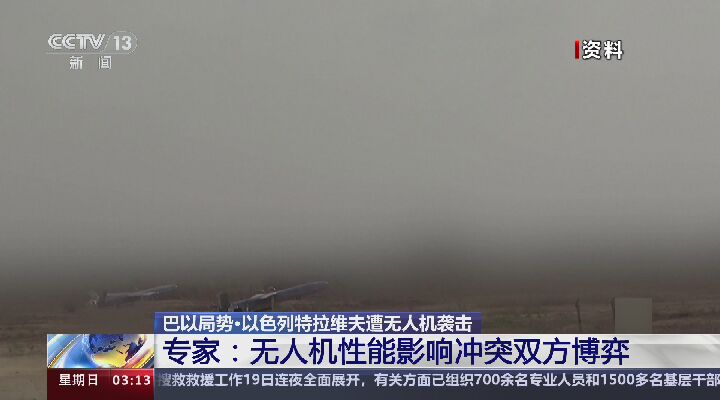 CCTV 13
新闻
资料
巴以局势·以色列特拉维夫遭无人机袭击
专家：无人机性能影响冲突双方博弈
星期日 03:13 搜救救援工作19日连夜全面展开，有关方面已组织700余名专业人员和1500多名基层干部